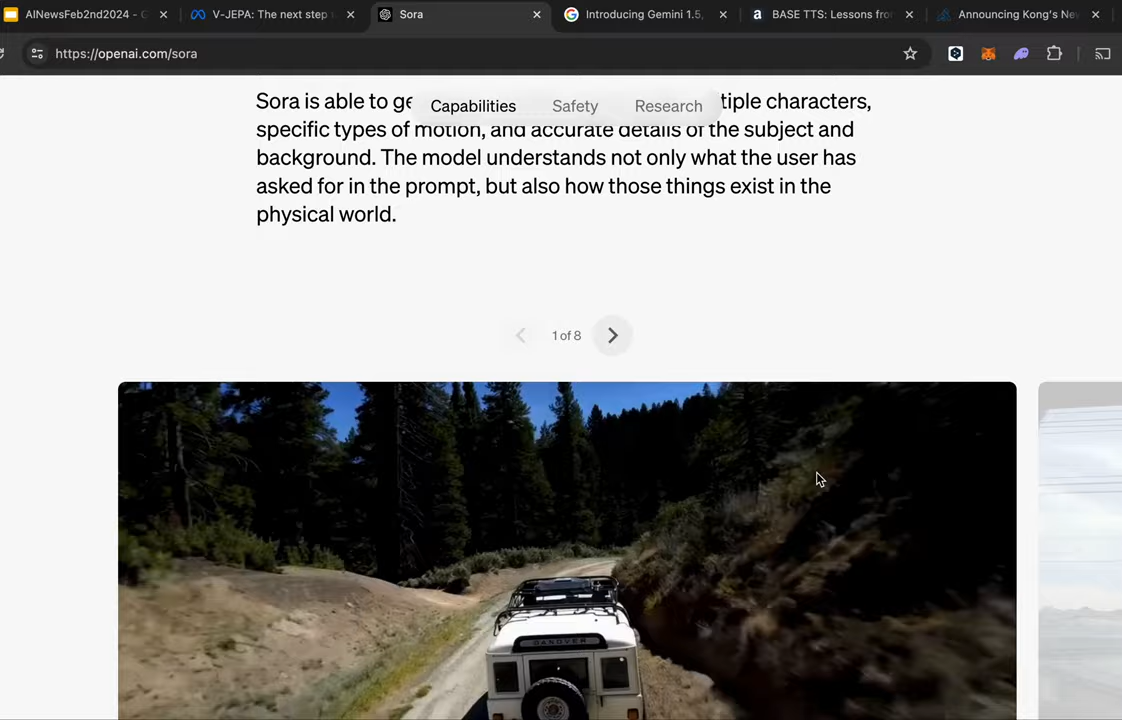 AINewsFeb2nd2024 - G
V-JEPA: The next step
Sora
Introducing Gemini 1.5,
BASE TTS: Lessons fro
Announcing Kong's Ne
https://openai.com/sora
Capabilities Safety Research
Sora is able to ge tiple characters,
specific types of motion, and accurate details of the subject and
background. The model understands not only what the user has
asked for in the prompt, but also how those things exist in the
physical world.
1 of 8